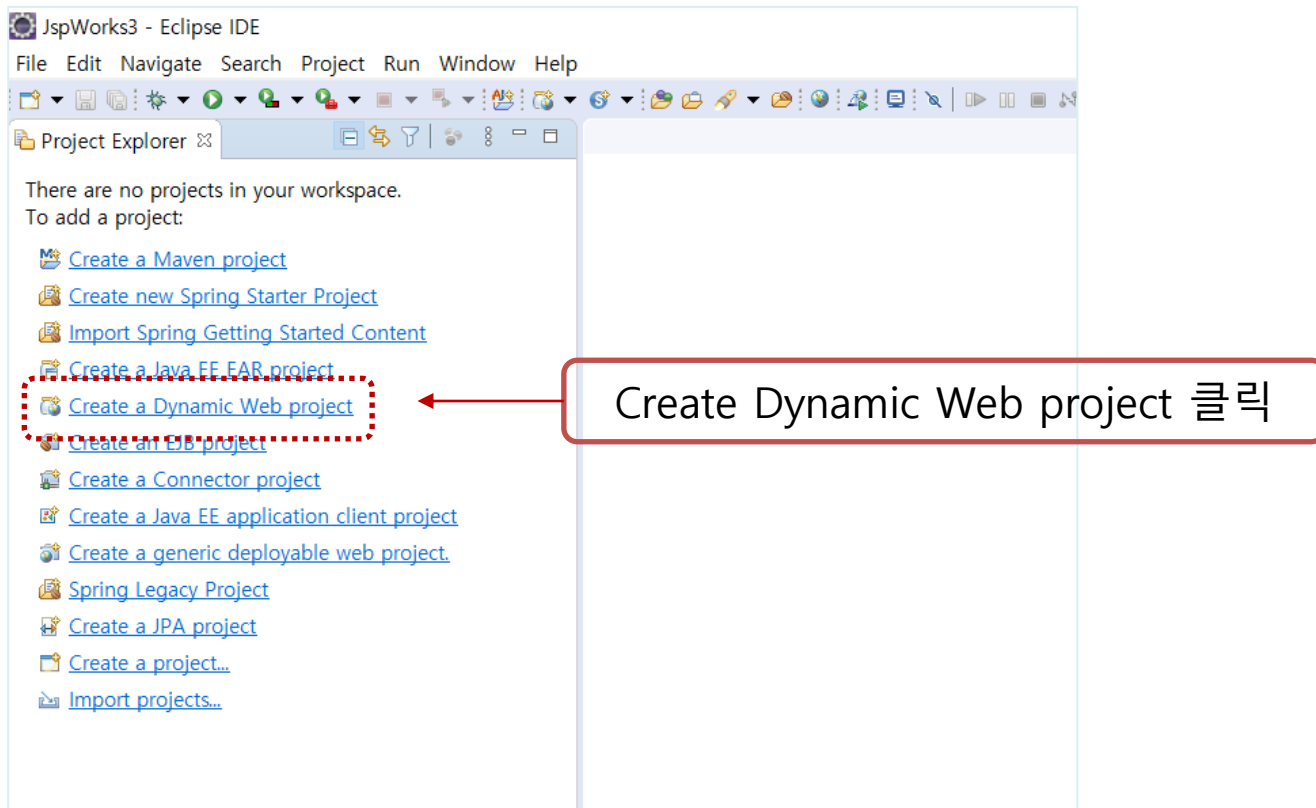 JspWorks3 - Eclipse IDE
File Edit Navigate Search Project Run Window Help
Project Explorer
There are no projects in your workspace.
To add a project:
Create a Maven project
Create new Spring Starter Project
Import Spring Getting Started Content
Create a Java EE EAR project
Create a Dynamic Web project
Create Dynamic Web project 클릭
Create an EJB project
Create a Connector project
Create a Java EE application client project
Create a generic deployable web project.
Spring Legacy Project
Create a JPA project
Create a project...
Import projects...